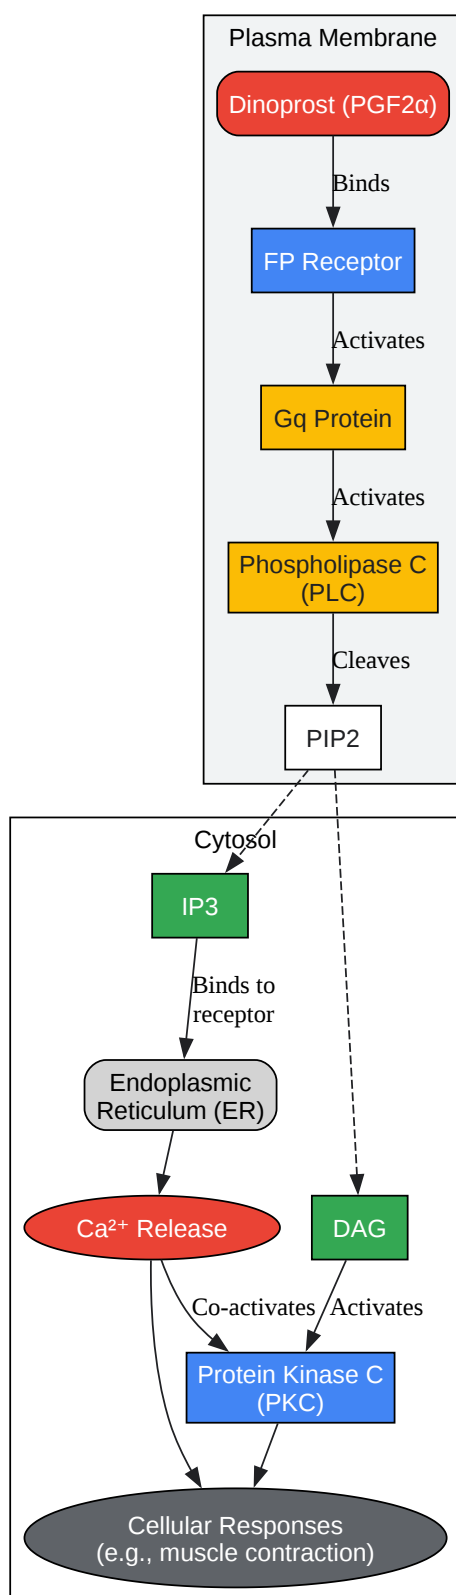 Plasma Membrane
Dinoprost (PGF2α)
Binds
FP Receptor
Activates
Gq Protein
Activates
Phospholipase C
(PLC)
Cleaves
PIP2
Cytosol
IP3
Binds to
receptor
Endoplasmic
Reticulum (ER)
Ca²⁺ Release
DAG
Co-activates
Activates
Protein Kinase C
(PKC)
Cellular Responses
(e.g., muscle contraction)